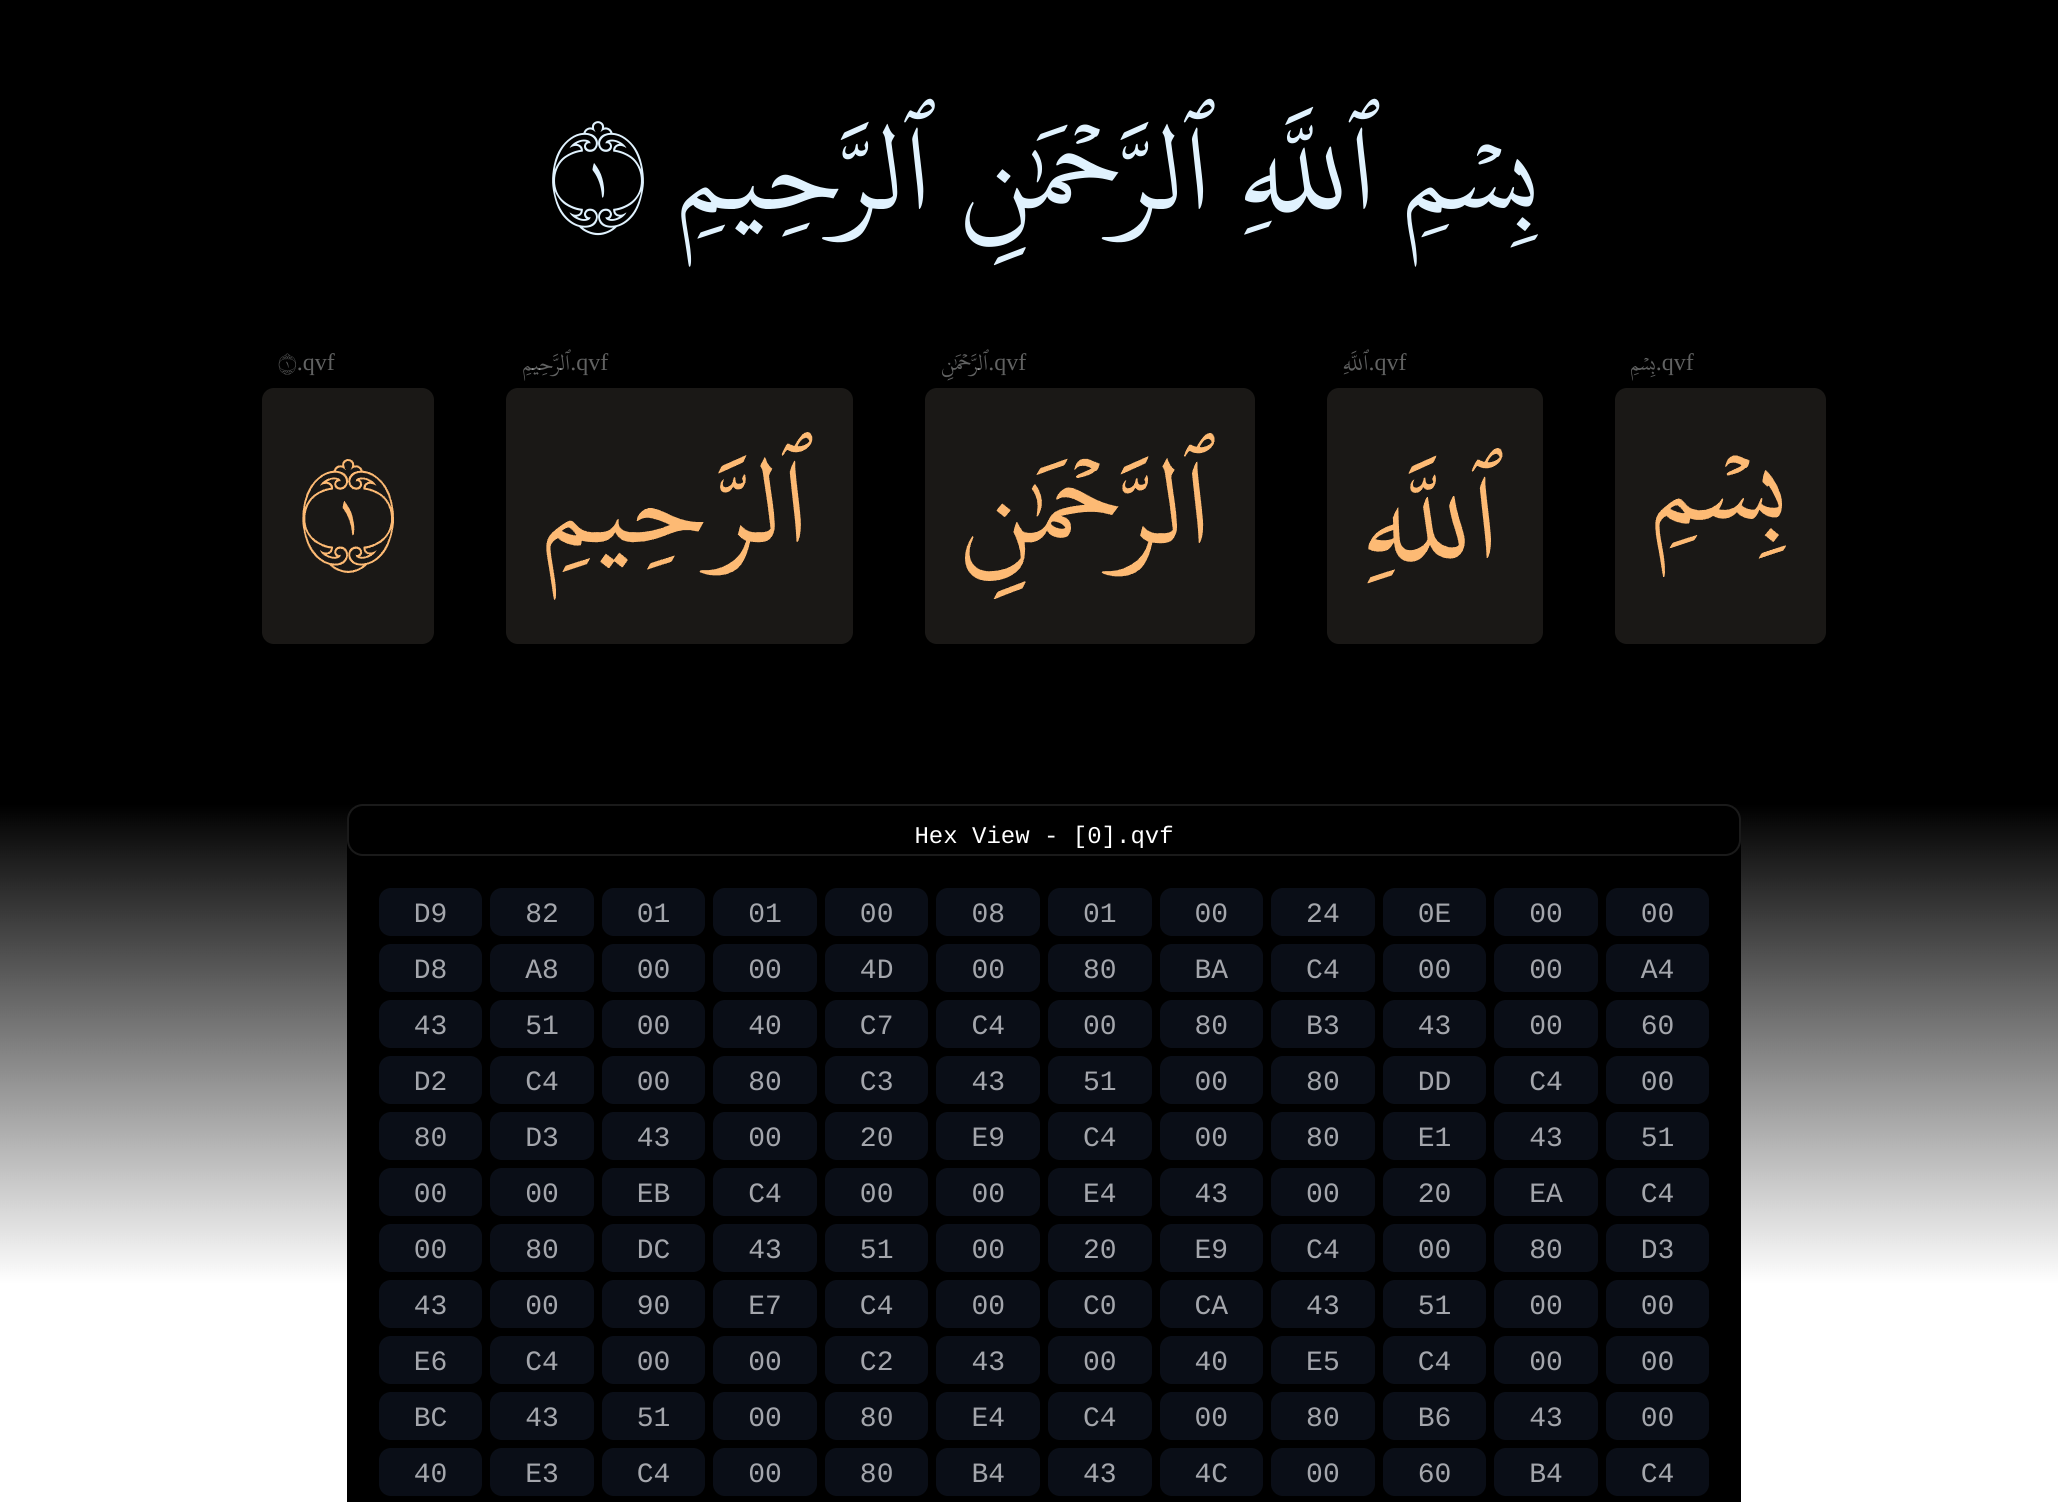 بِسْمِ ٱللَّهِ ٱلرَّحْمَٰنِ ٱلرَّحِيمِ ١
بِسْمِ.qvf ٱللَّهِ.qvf ٱلرَّحْمَٰنِ.qvf ٱلرَّحِيمِ.qvf ١.qvf
بِسْمِ ٱللَّهِ ٱلرَّحْمَٰنِ ٱلرَّحِيمِ ١
Hex View - [0].qvf
D9 82 01 01 00 08 01 00 24 0E 00 00
D8 A8 00 00 4D 00 80 BA C4 00 00 A4
43 51 00 40 C7 C4 00 80 B3 43 00 60
D2 C4 00 80 C3 43 51 00 80 DD C4 00
80 D3 43 00 20 E9 C4 00 80 E1 43 51
00 00 EB C4 00 00 E4 43 00 20 EA C4
00 80 DC 43 51 00 20 E9 C4 00 80 D3
43 00 90 E7 C4 00 C0 CA 43 51 00 00
E6 C4 00 00 C2 43 00 40 E5 C4 00 00
BC 43 51 00 80 E4 C4 00 80 B6 43 00
40 E3 C4 00 80 B4 43 4C 00 60 B4 C4